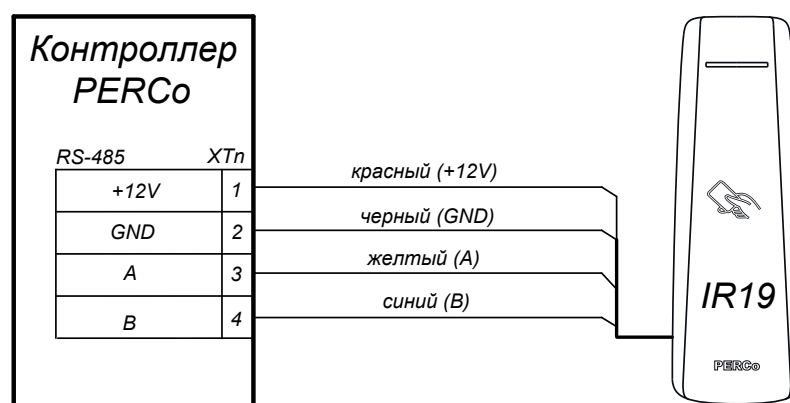 Контроллер
PERCo
RS-485 XTn
+12V 1
GND 2
A 3
B 4
красный (+12V)
черный (GND)
желтый (A)
синий (B)
IR19
PERCo